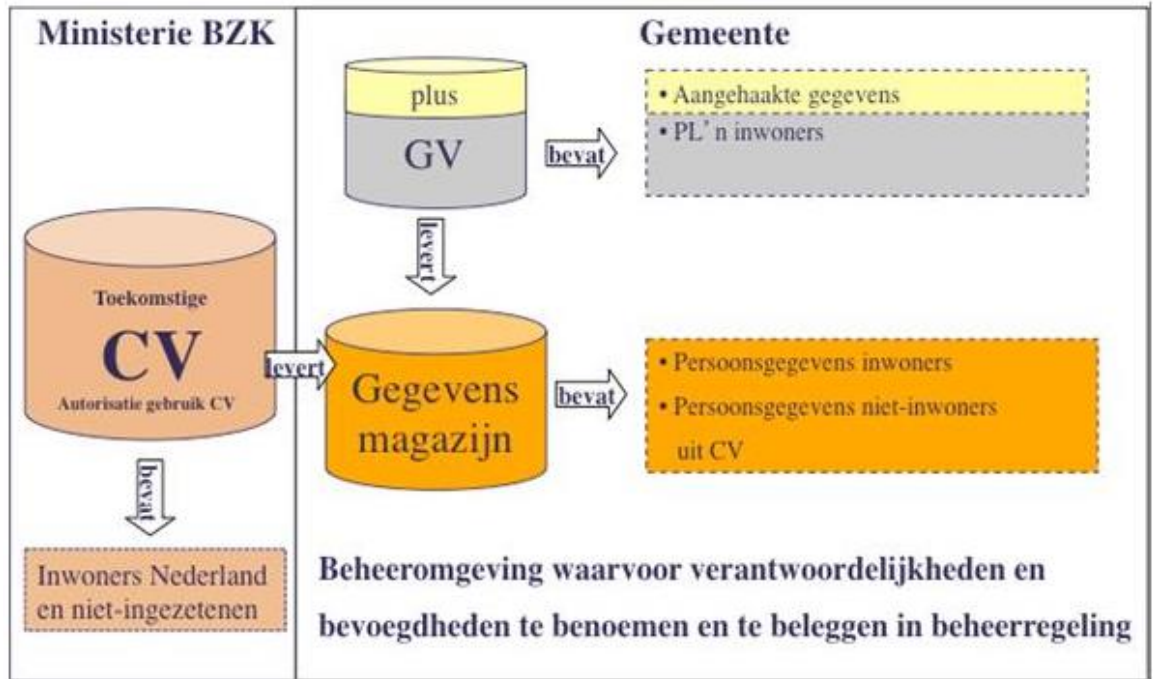 Ministerie BZK
Gemeente
plus
GV
bevat
• Aangehaakte gegevens
• PL' n inwoners
levert
Toekomstige
CV
Autorisatie gebruik CV
levert
Gegevens
magazijn
bevat
• Persoonsgegevens inwoners
• Persoonsgegevens niet-inwoners
uit CV
bevat
Inwoners Nederland
en niet-ingezetenen
Beheeromgeving waarvoor verantwoordelijkheden en
bevoegdheden te benoemen en te beleggen in beheerregeling